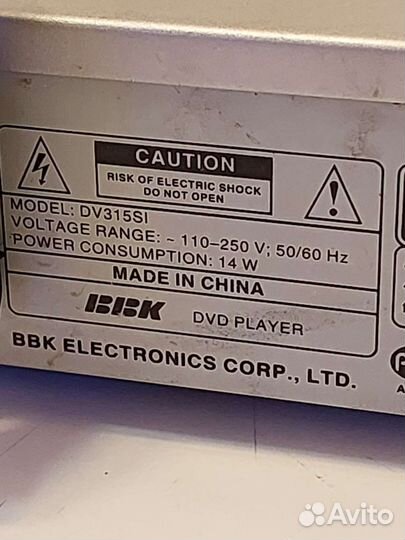 CAUTION
RISK OF ELECTRIC SHOCK
DO NOT OPEN
MODEL: DV315SI
VOLTAGE RANGE: ~ 110–250 V; 50/60 Hz
POWER CONSUMPTION: 14 W
MADE IN CHINA
BBK DVD PLAYER
BBK ELECTRONICS CORP., LTD.
Avito